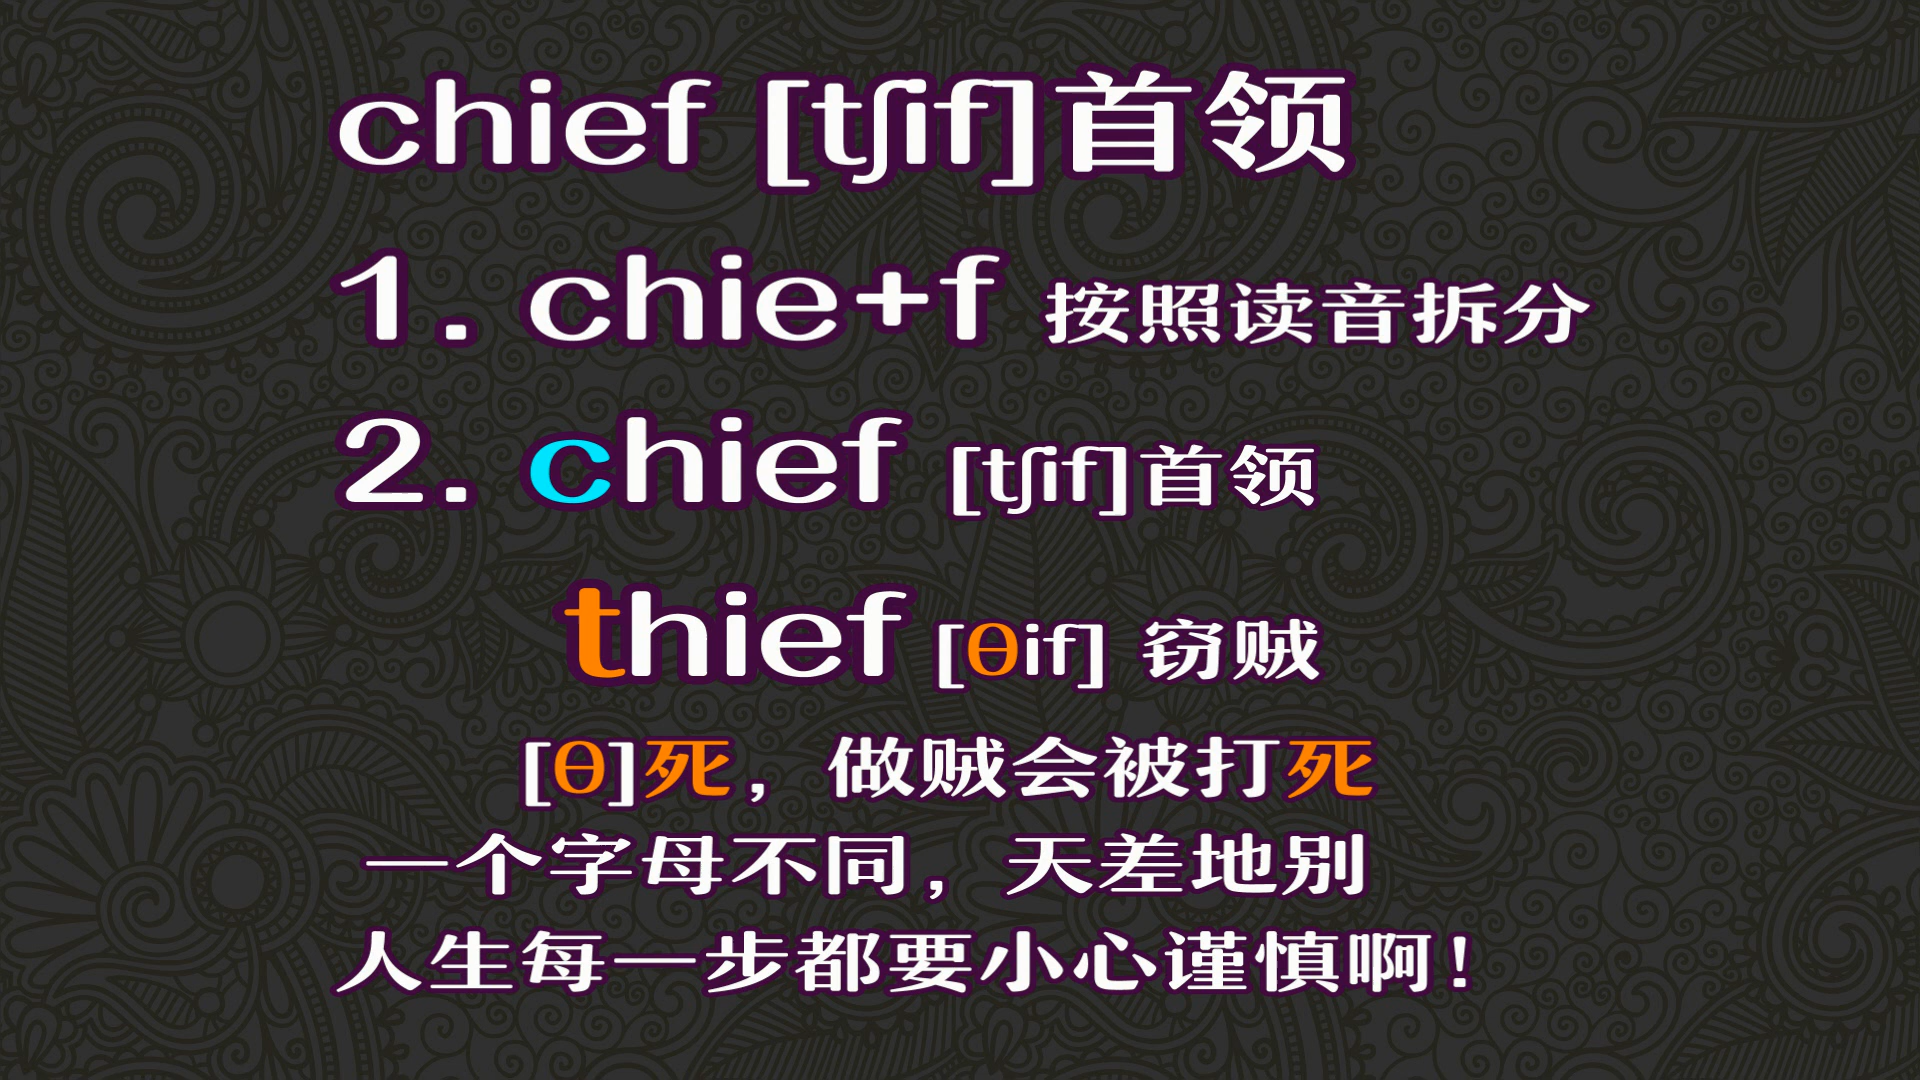 chief [tʃif]首领
1. chie+f 按照读音拆分
2. chief [tʃif]首领
thief [θif] 窃贼
[θ]死，做贼会被打死
一个字母不同，天差地别
人生每一步都要小心谨慎啊！